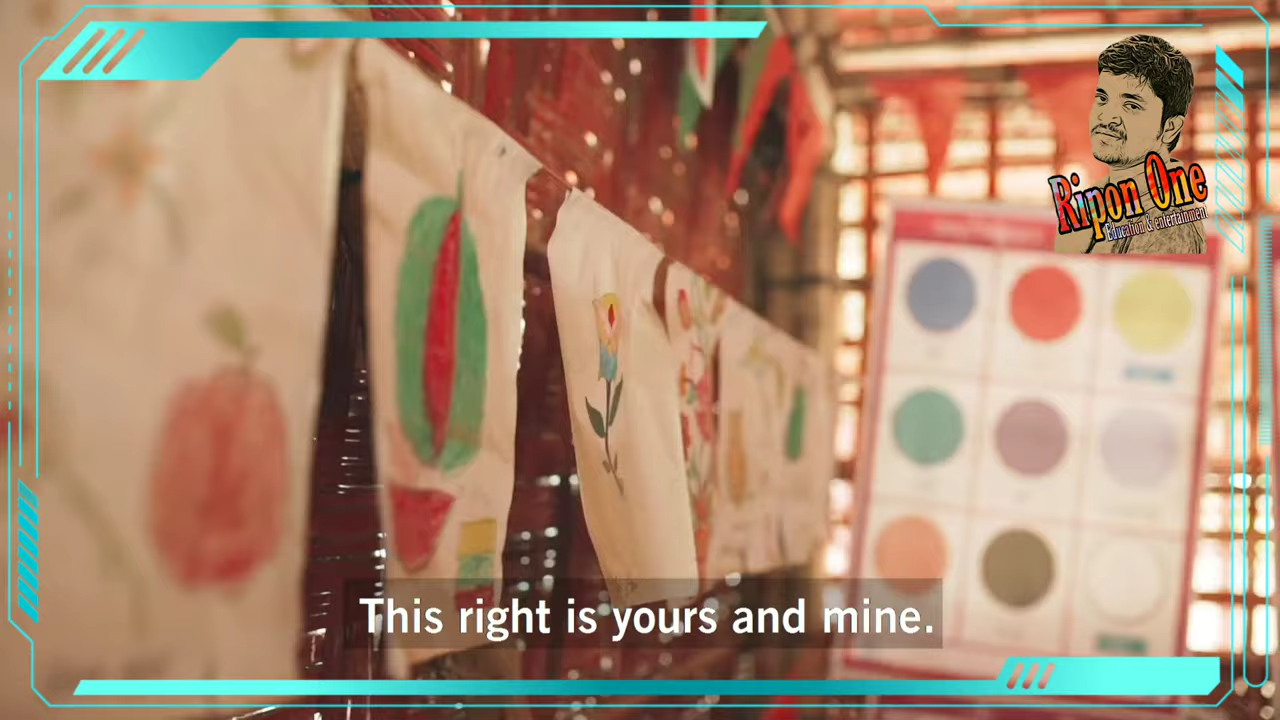 Ripon One
Education & entertainment
This right is yours and mine.